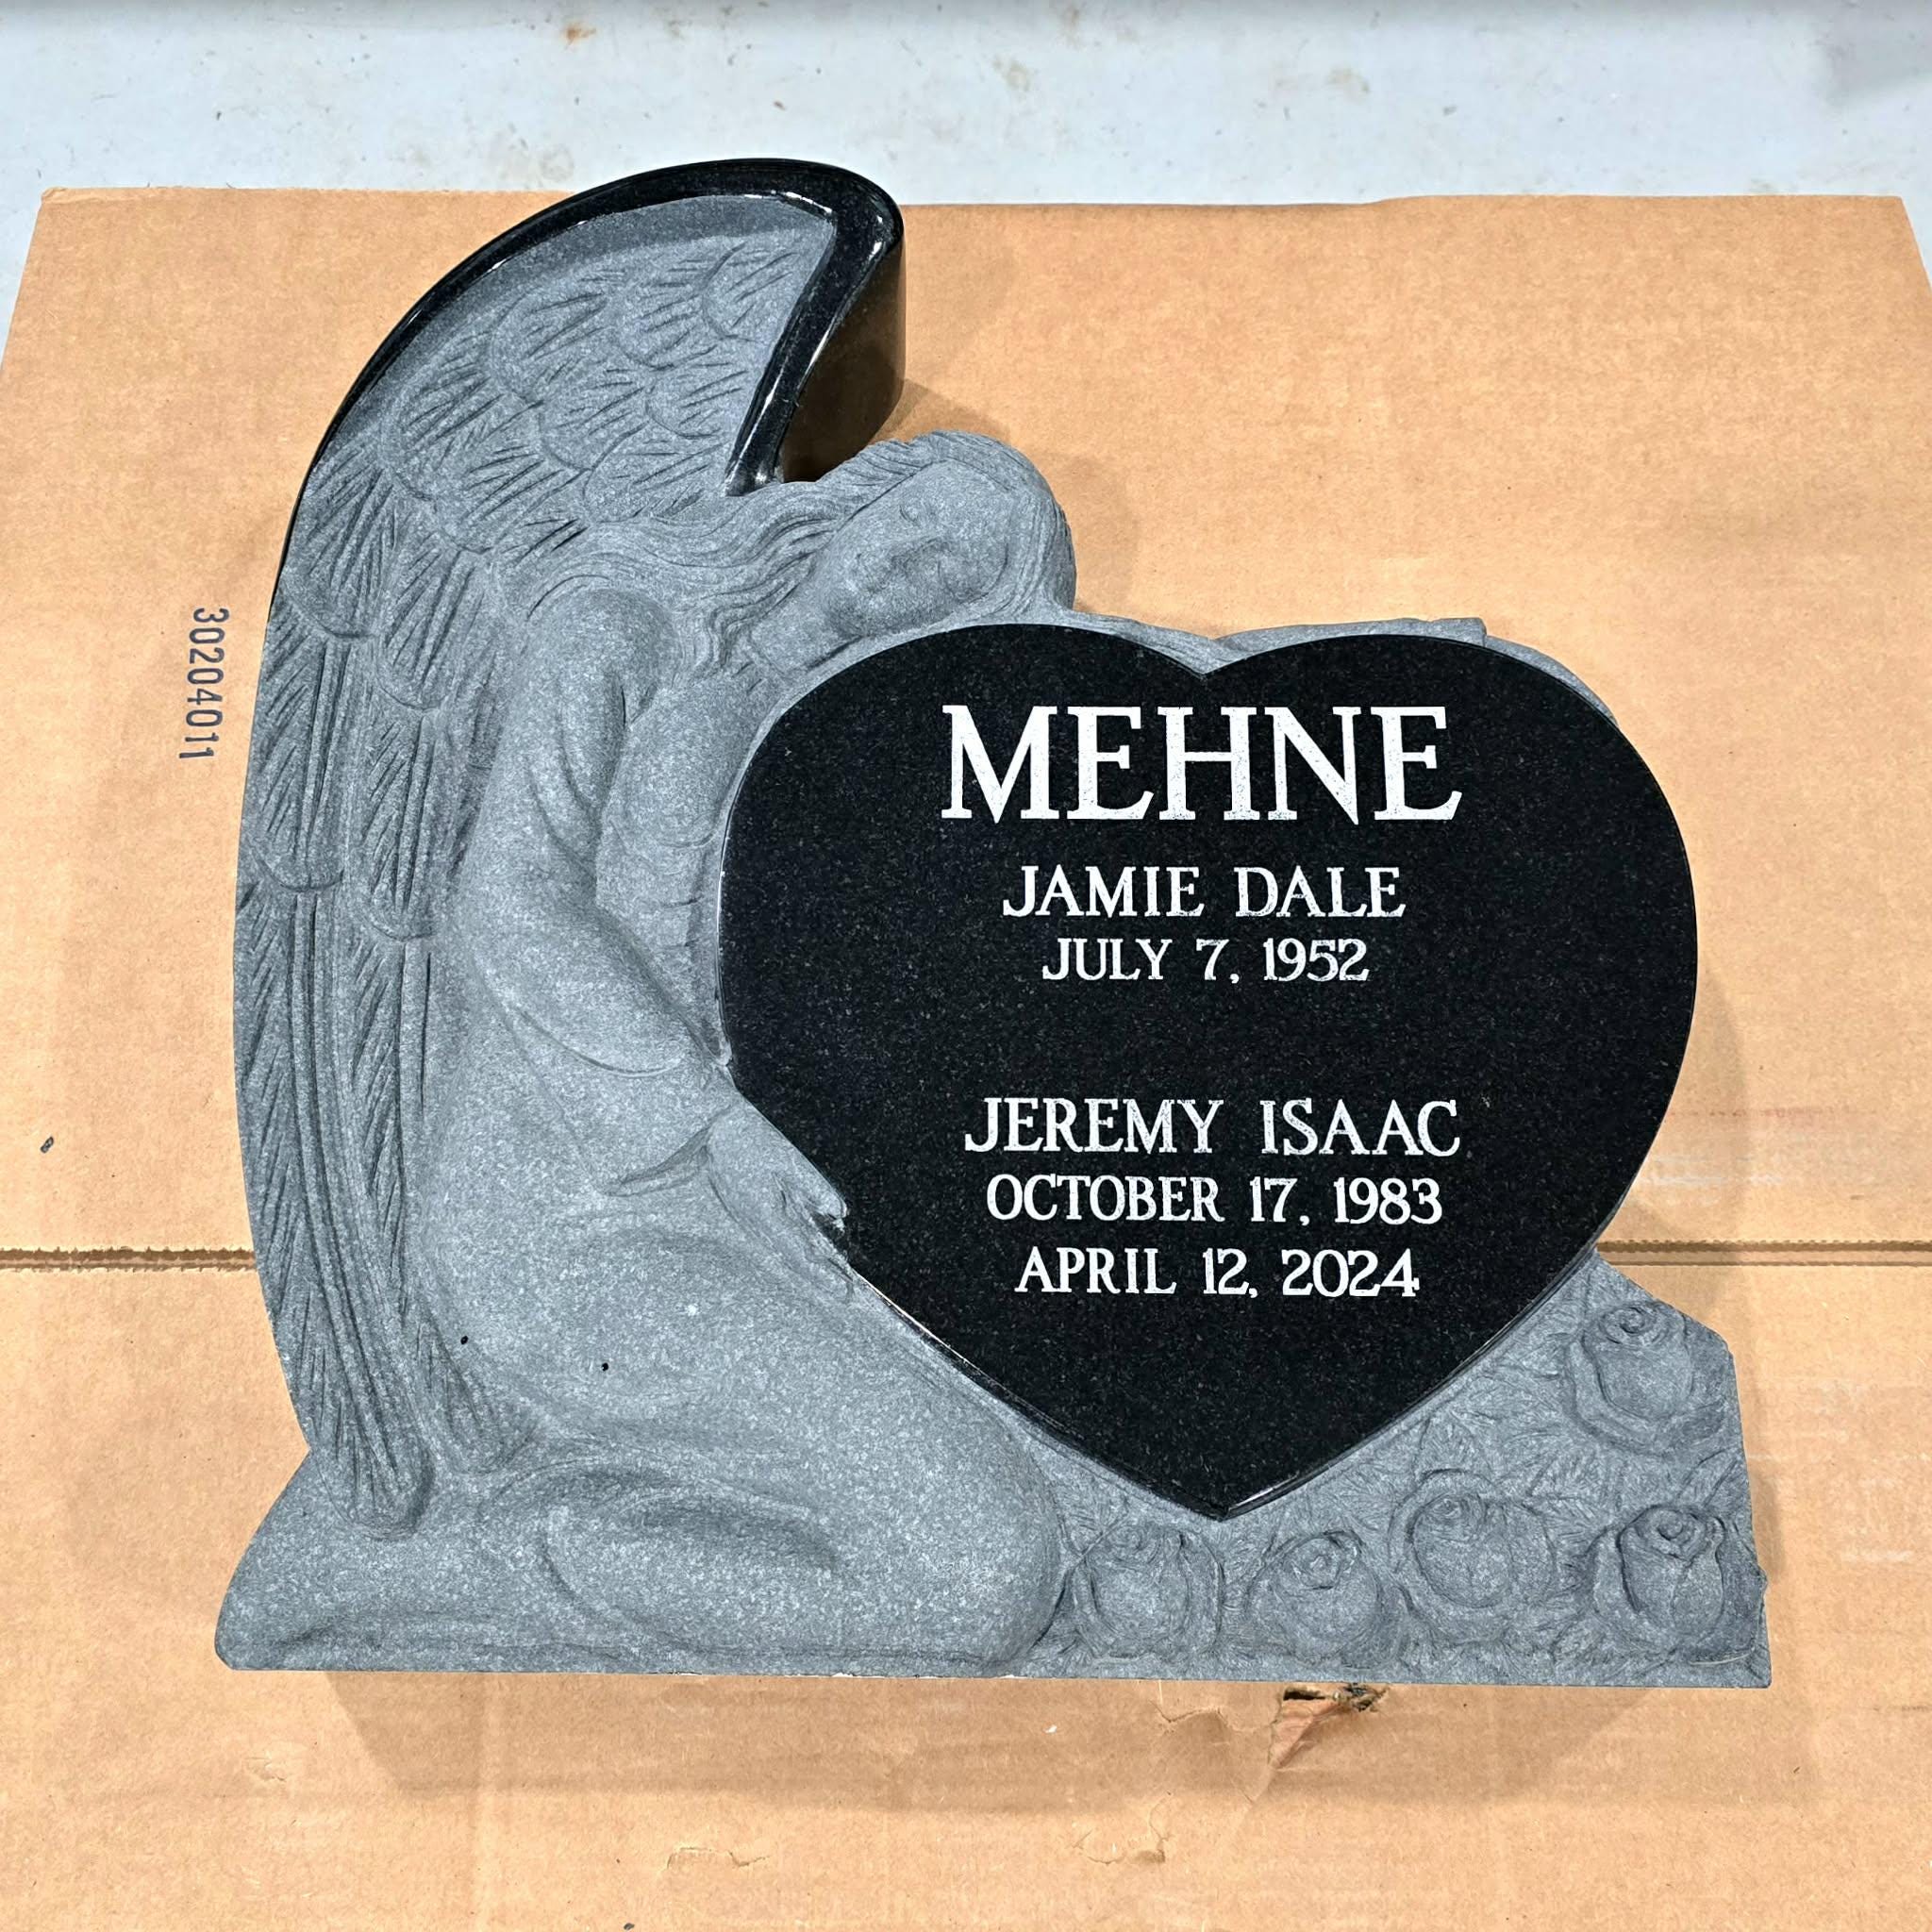 30204011
MEHNE
JAMIE DALE
JULY 7, 1952
JEREMY ISAAC
OCTOBER 17, 1983
APRIL 12, 2024